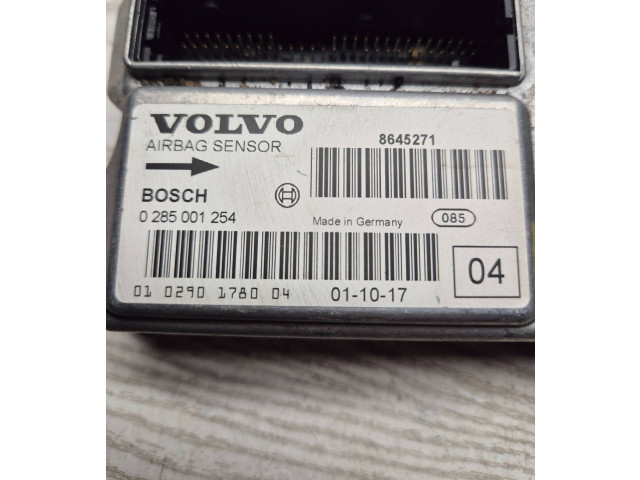 VOLVO
8645271
AIRBAG SENSOR
BOSCH
0 285 001 254
Made in Germany
085
04
01 0290 1780 04
01-10-17